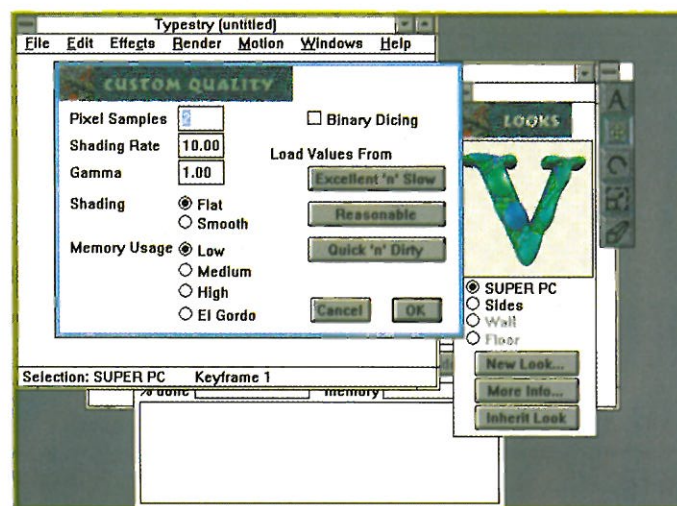 Typestry (untitled)
File Edit Effects Render Motion Windows Help
CUSTOM QUALITY
Pixel Samples 2
Binary Dicing
Shading Rate 10.00
Load Values From
Gamma 1.00
Excellent 'n' Slow
Shading
Flat
Smooth
Reasonable
Memory Usage
Low
Quick 'n' Dirty
Medium
High
El Gordo
Cancel
OK
LOOKS
V
SUPER PC
Sides
Wall
Floor
New Look...
More Info...
Inherit Look
A
Selection: SUPER PC Keyframe 1
% done
memory